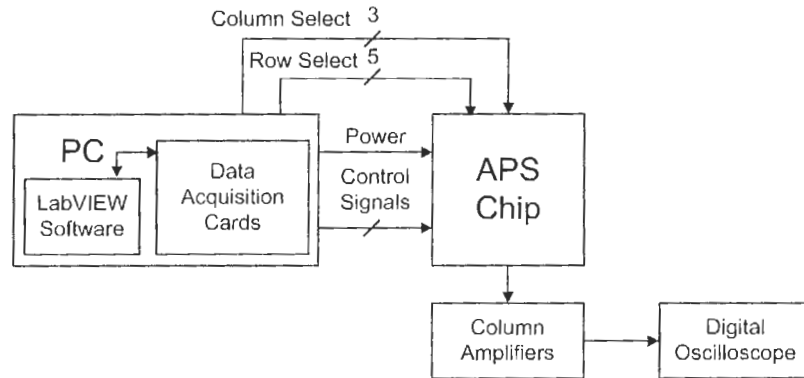 Column Select 3
Row Select 5
PC
LabVIEW
Software
Data
Acquisition
Cards
Power
Control
Signals
APS
Chip
Column
Amplifiers
Digital
Oscilloscope